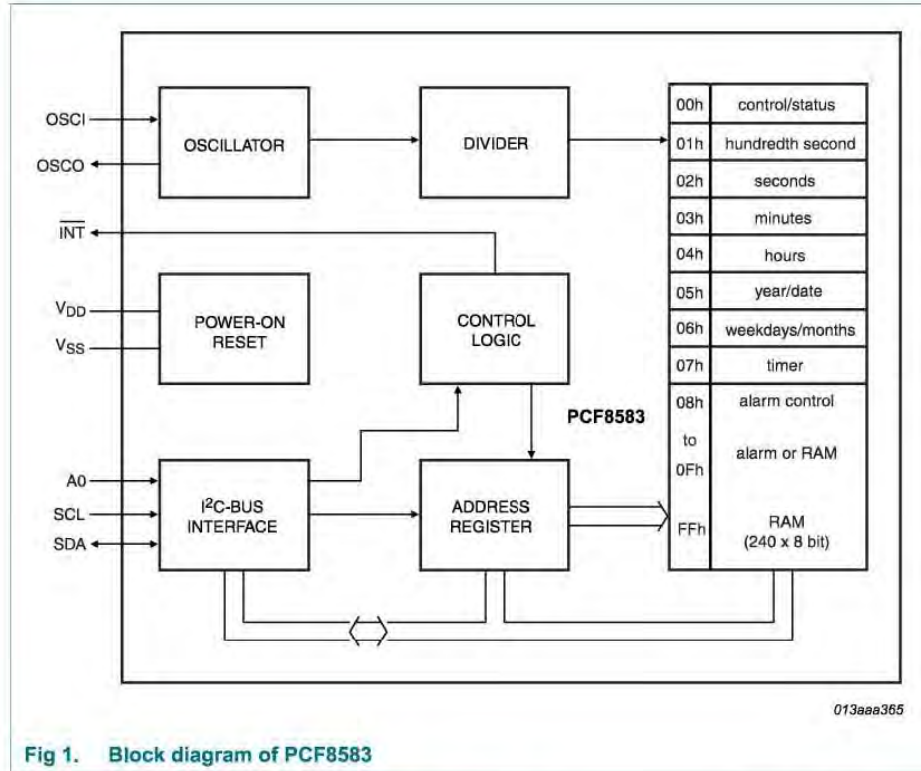 OSCI
OSCO
INT
VDD
VSS
A0
SCL
SDA
OSCILLATOR
DIVIDER
POWER-ON
RESET
CONTROL
LOGIC
PCF8583
I²C-BUS
INTERFACE
ADDRESS
REGISTER
00h control/status
01h hundredth second
02h seconds
03h minutes
04h hours
05h year/date
06h weekdays/months
07h timer
08h alarm control
to
0Fh alarm or RAM
FFh RAM
(240 x 8 bit)
013aaa365
Fig 1. Block diagram of PCF8583